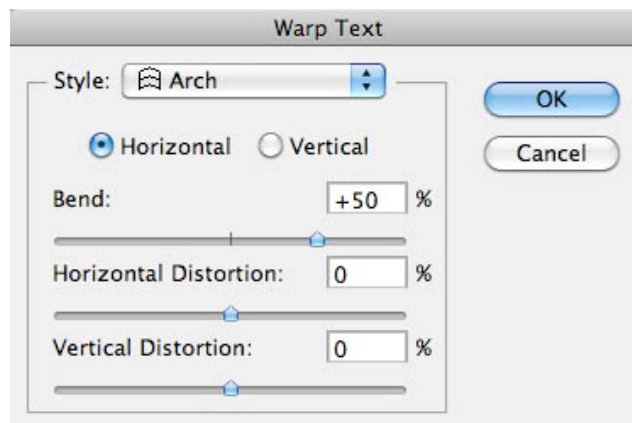 Warp Text
Style: Arch
OK
Horizontal Vertical
Cancel
Bend: +50 %
Horizontal Distortion: 0 %
Vertical Distortion: 0 %